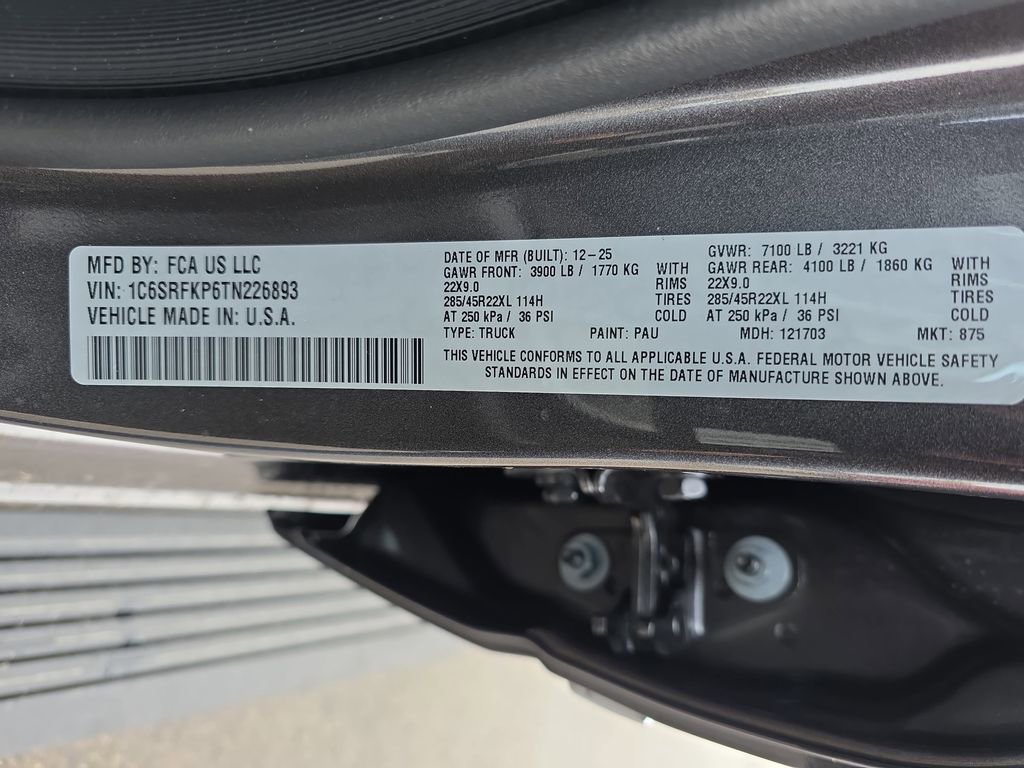 MFD BY: FCA US LLC
VIN: 1C6SRFKP6TN226893
VEHICLE MADE IN: U.S.A.
DATE OF MFR (BUILT): 12-25
GVWR: 7100 LB / 3221 KG
GAWR FRONT: 3900 LB / 1770 KG WITH
GAWR REAR: 4100 LB / 1860 KG WITH
22X9.0 RIMS
22X9.0 RIMS
285/45R22XL 114H TIRES
285/45R22XL 114H TIRES
AT 250 kPa / 36 PSI COLD
AT 250 kPa / 36 PSI COLD
TYPE: TRUCK PAINT: PAU MDH: 121703 MKT: 875
THIS VEHICLE CONFORMS TO ALL APPLICABLE U.S.A. FEDERAL MOTOR VEHICLE SAFETY
STANDARDS IN EFFECT ON THE DATE OF MANUFACTURE SHOWN ABOVE.